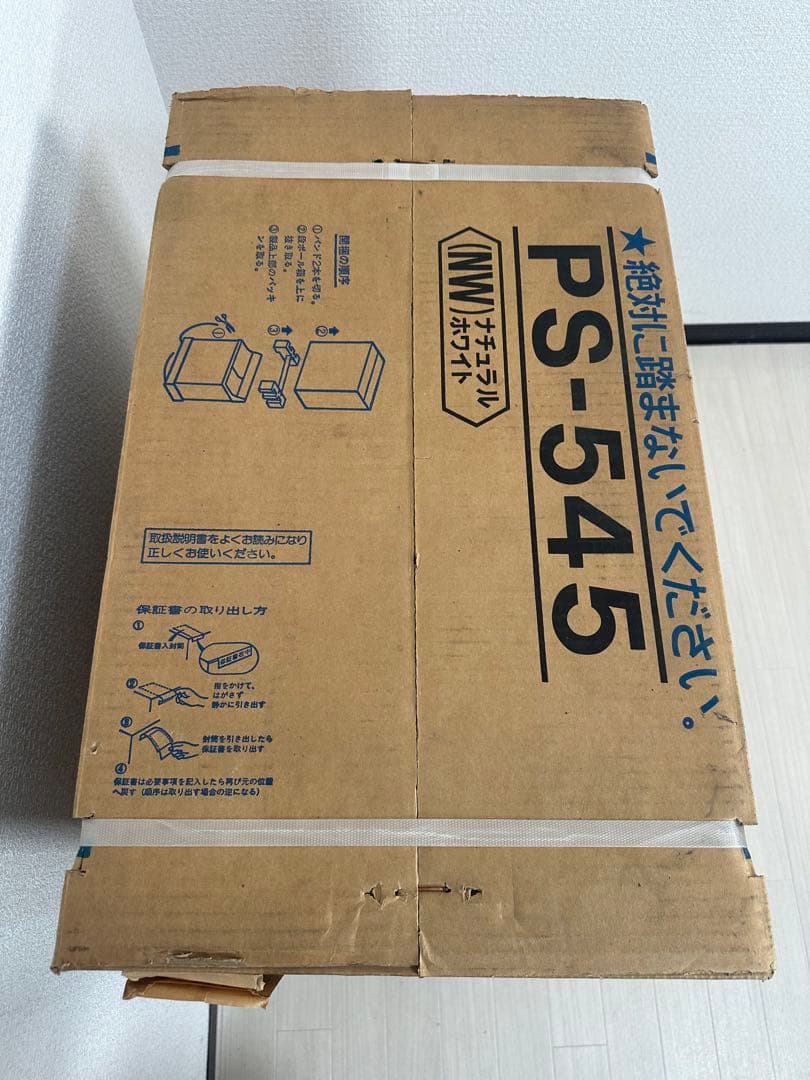 ★絶対に踏まないでください。
PS-545
(NW)ナチュラル
ホワイト
開梱の順序
①バンド2本を切る。
②段ボール箱を上に
抜き取る。
③製品上部のパッキ
ンを取る。
①
②
③
取扱説明書をよくお読みになり
正しくお使いください。
保証書の取り出し方
①
保証書入封筒
②
指をかけて、
はがさず
静かに引き出す
③
封筒を引き出したら
保証書を取り出す
④
保証書は必要事項を記入したら再び元の位置
へ戻す(順序は取り出す場合の逆になる)